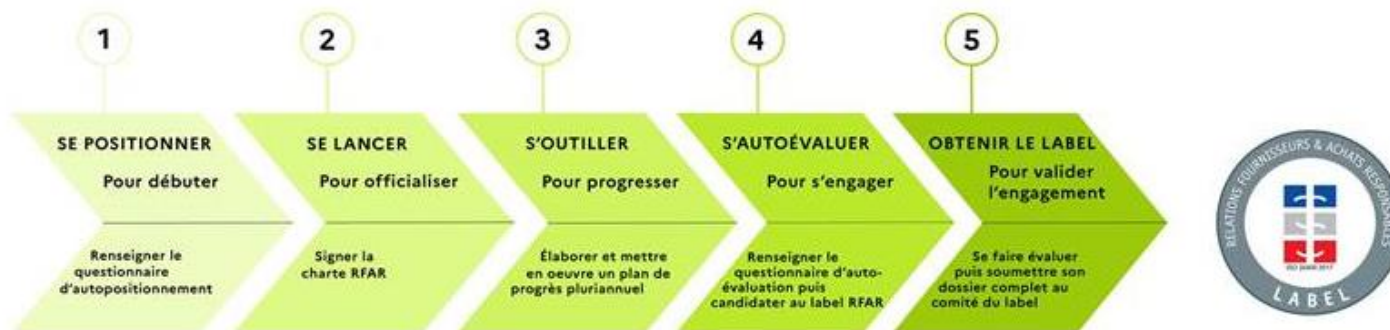 1
SE POSITIONNER
Pour débuter
Renseigner le
questionnaire
d'autopositionnement
2
SE LANCER
Pour officialiser
Signer la
charte RFAR
3
S'OUTILLER
Pour progresser
Élaborer et mettre
en oeuvre un plan de
progrès pluriannuel
4
S'AUTOÉVALUER
Pour s'engager
Renseigner le
questionnaire d'auto-
évaluation puis
candidater au label RFAR
5
OBTENIR LE LABEL
Pour valider
l'engagement
Se faire évaluer
puis soumettre son
dossier complet au
comité du label
RELATIONS FOURNISSEURS & ACHATS RESPONSABLES
LABEL